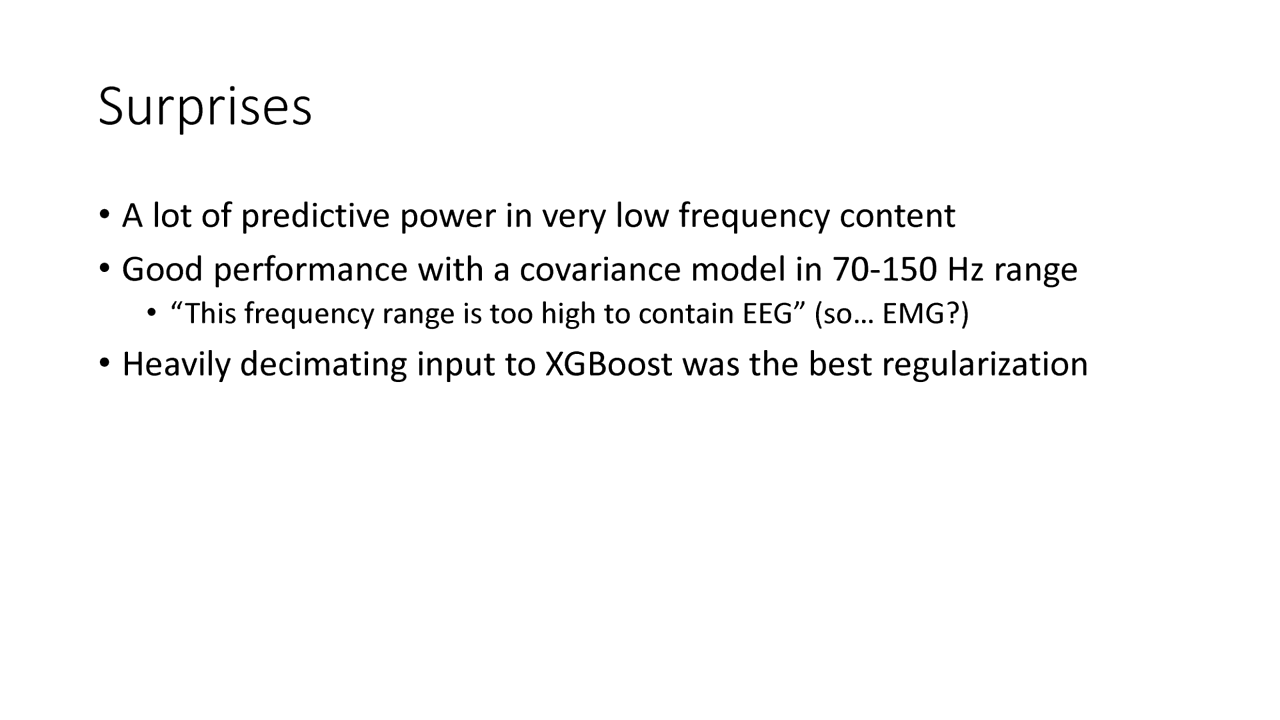 Surprises
• A lot of predictive power in very low frequency content
• Good performance with a covariance model in 70-150 Hz range
• “This frequency range is too high to contain EEG” (so… EMG?)
• Heavily decimating input to XGBoost was the best regularization